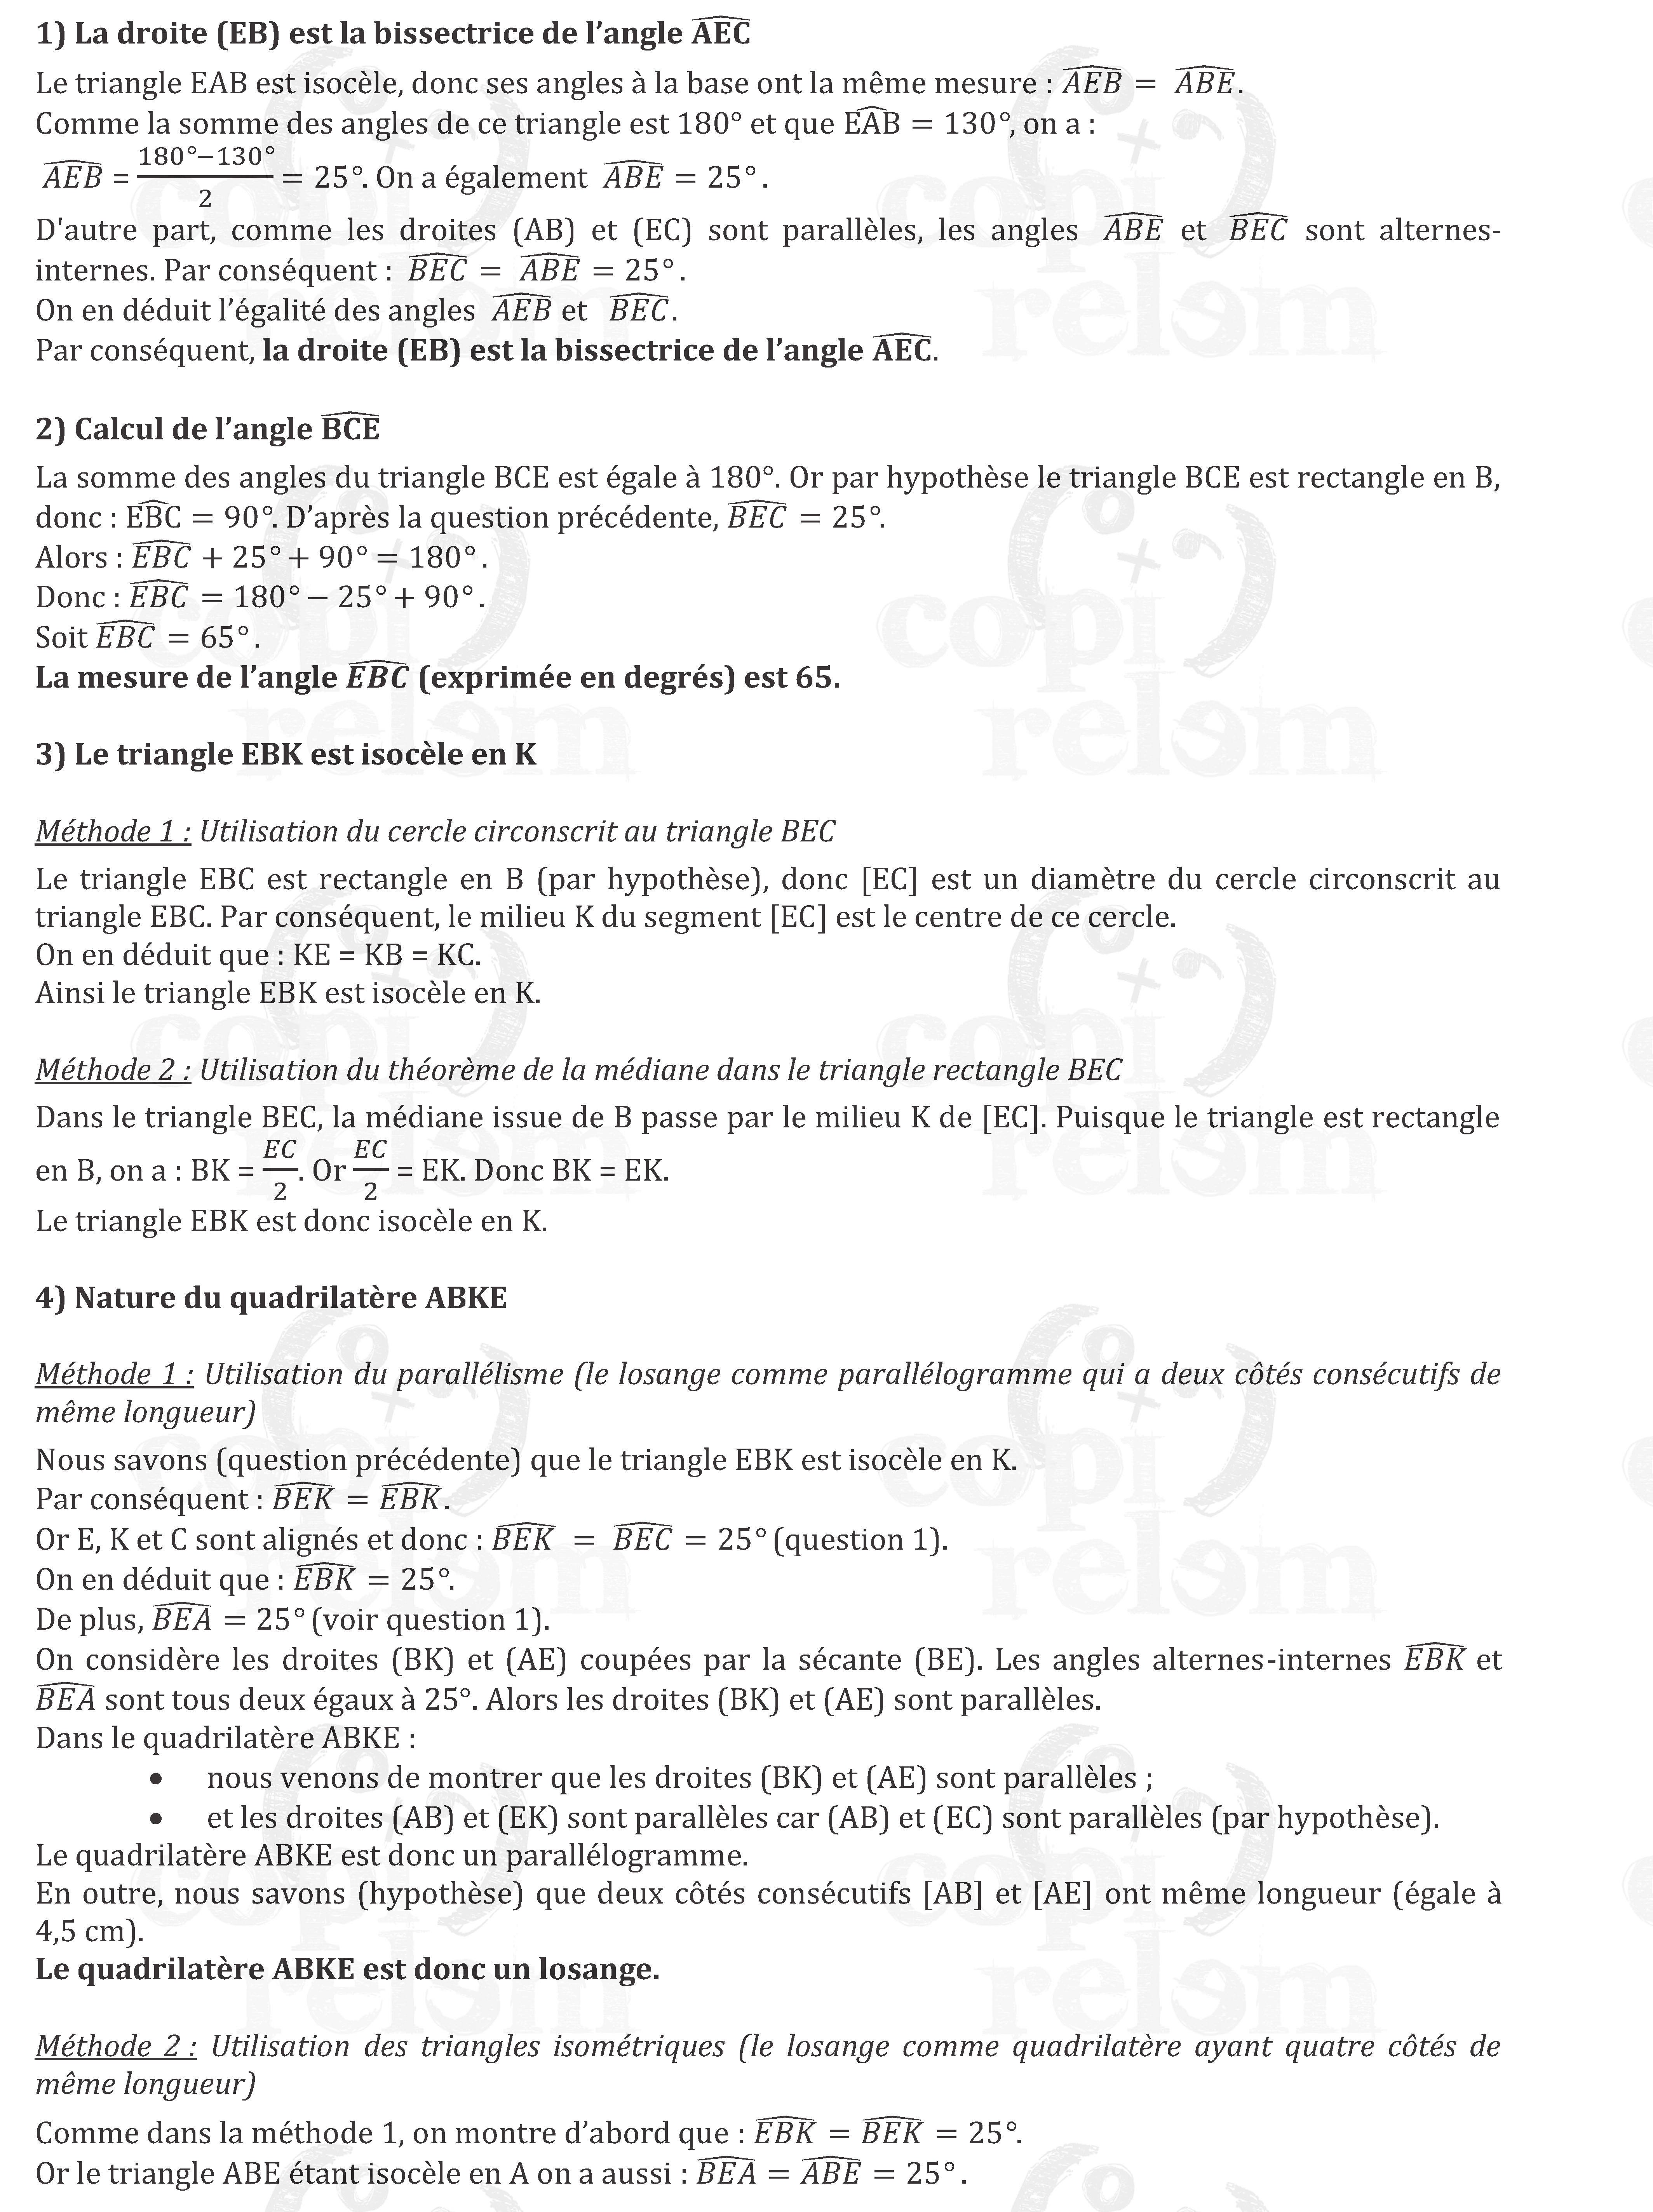 1) La droite (EB) est la bissectrice de l’angle \widehat{AEC}
Le triangle EAB est isocèle, donc ses angles à la base ont la même mesure : \widehat{AEB} = \widehat{ABE}.
Comme la somme des angles de ce triangle est 180° et que \widehat{EAB} = 130°, on a :
\widehat{AEB} = \frac{180°−130°}{2} = 25°. On a également \widehat{ABE} = 25°.
D'autre part, comme les droites (AB) et (EC) sont parallèles, les angles \widehat{ABE} et \widehat{BEC} sont alternes-
internes. Par conséquent : \widehat{BEC} = \widehat{ABE} = 25°.
On en déduit l’égalité des angles \widehat{AEB} et \widehat{BEC}.
Par conséquent, la droite (EB) est la bissectrice de l’angle \widehat{AEC}.
2) Calcul de l’angle \widehat{BCE}
La somme des angles du triangle BCE est égale à 180°. Or par hypothèse le triangle BCE est rectangle en B,
donc : \widehat{EBC} = 90°. D’après la question précédente, \widehat{BEC} = 25°.
Alors : \widehat{EBC} + 25° + 90° = 180°.
Donc : \widehat{EBC} = 180° − 25° + 90°.
Soit \widehat{EBC} = 65°.
La mesure de l’angle \widehat{EBC} (exprimée en degrés) est 65.
3) Le triangle EBK est isocèle en K
Méthode 1 : Utilisation du cercle circonscrit au triangle BEC
Le triangle EBC est rectangle en B (par hypothèse), donc [EC] est un diamètre du cercle circonscrit au
triangle EBC. Par conséquent, le milieu K du segment [EC] est le centre de ce cercle.
On en déduit que : KE = KB = KC.
Ainsi le triangle EBK est isocèle en K.
Méthode 2 : Utilisation du théorème de la médiane dans le triangle rectangle BEC
Dans le triangle BEC, la médiane issue de B passe par le milieu K de [EC]. Puisque le triangle est rectangle
en B, on a : BK = \frac{EC}{2}. Or \frac{EC}{2} = EK. Donc BK = EK.
Le triangle EBK est donc isocèle en K.
4) Nature du quadrilatère ABKE
Méthode 1 : Utilisation du parallélisme (le losange comme parallélogramme qui a deux côtés consécutifs de
même longueur)
Nous savons (question précédente) que le triangle EBK est isocèle en K.
Par conséquent : \widehat{BEK} = \widehat{EBK}.
Or E, K et C sont alignés et donc : \widehat{BEK} = \widehat{BEC} = 25° (question 1).
On en déduit que : \widehat{EBK} = 25°.
De plus, \widehat{BEA} = 25° (voir question 1).
On considère les droites (BK) et (AE) coupées par la sécante (BE). Les angles alternes-internes \widehat{EBK} et
\widehat{BEA} sont tous deux égaux à 25°. Alors les droites (BK) et (AE) sont parallèles.
Dans le quadrilatère ABKE :
• nous venons de montrer que les droites (BK) et (AE) sont parallèles ;
• et les droites (AB) et (EK) sont parallèles car (AB) et (EC) sont parallèles (par hypothèse).
Le quadrilatère ABKE est donc un parallélogramme.
En outre, nous savons (hypothèse) que deux côtés consécutifs [AB] et [AE] ont même longueur (égale à
4,5 cm).
Le quadrilatère ABKE est donc un losange.
Méthode 2 : Utilisation des triangles isométriques (le losange comme quadrilatère ayant quatre côtés de
même longueur)
Comme dans la méthode 1, on montre d’abord que : \widehat{EBK} = \widehat{BEK} = 25°.
Or le triangle ABE étant isocèle en A on a aussi : \widehat{BEA} = \widehat{ABE} = 25°.